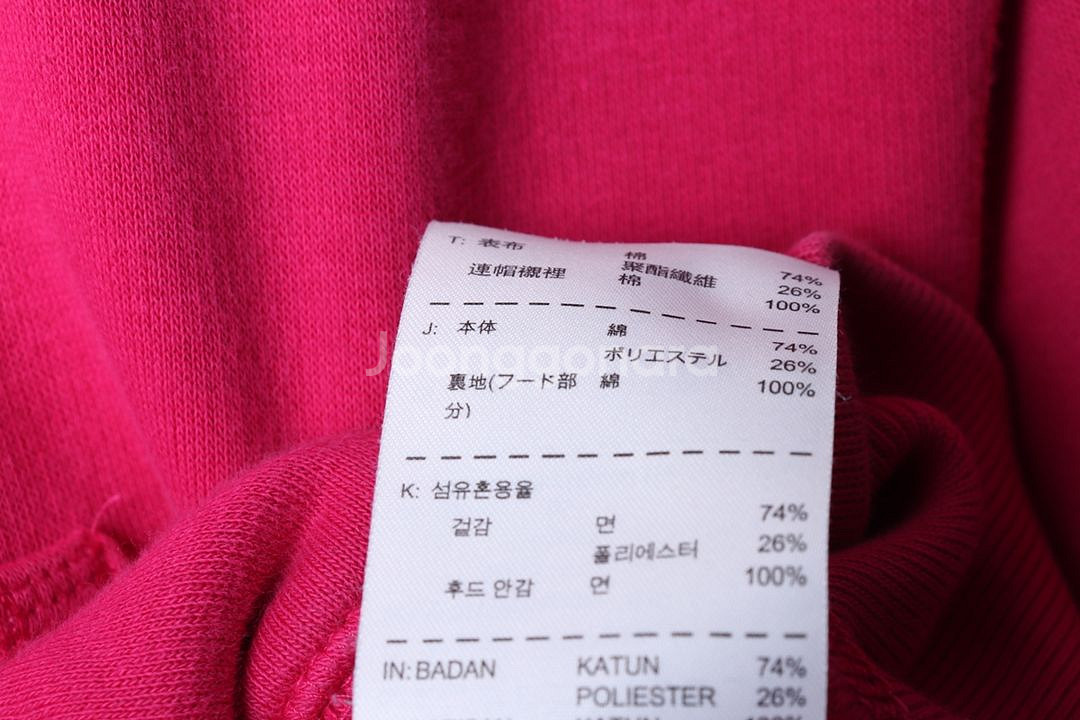 T: 表布 棉 74%
聚酯纖維 26%
連帽襯裡 棉 100%
J: 本体 綿 74%
ポリエステル 26%
裏地(フード部 綿 100%
分)
K: 섬유혼용율
겉감 면 74%
폴리에스터 26%
후드 안감 면 100%
IN: BADAN KATUN 74%
POLIESTER 26%
KATUN 100%
Joonggonara